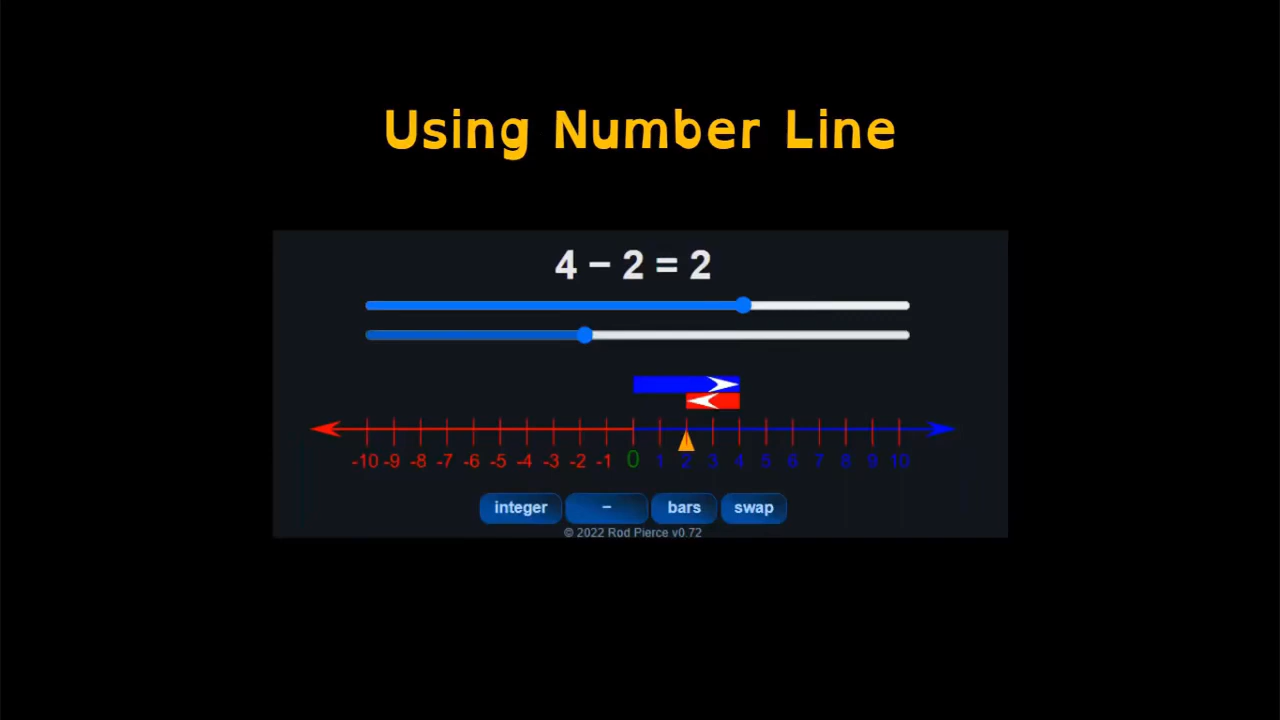 Using Number Line
4 − 2 = 2
-10 -9 -8 -7 -6 -5 -4 -3 -2 -1 0 1 2 3 4 5 6 7 8 9 10
integer − bars swap
© 2022 Rod Pierce v0.72